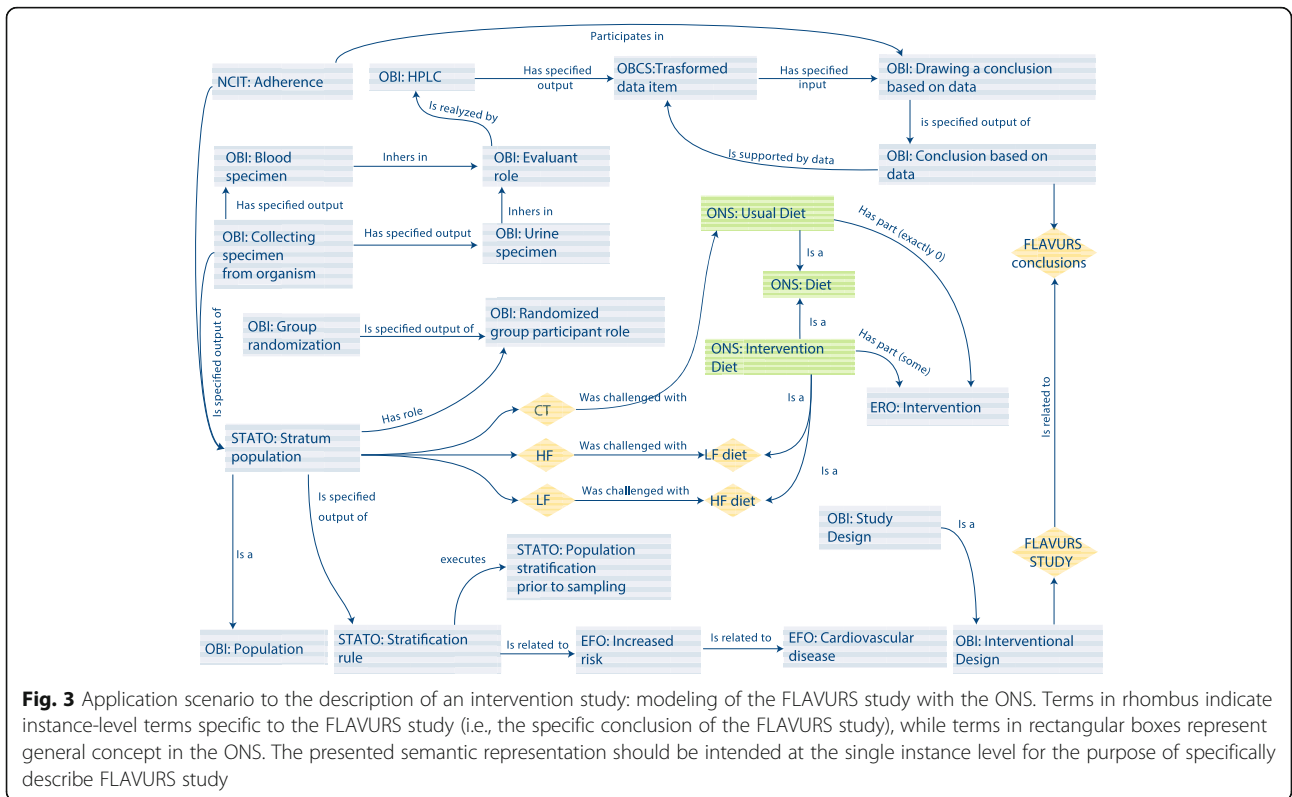 Participates in
NCIT: Adherence
OBI: HPLC
Has specified
output
OBCS:Trasformed
data item
Has specified
input
OBI: Drawing a conclusion
based on data
Is realyzed by
is specified output of
OBI: Blood
specimen
Inhers in
OBI: Evaluant
role
Is supported by data
OBI: Conclusion based on
data
Has specified output
OBI: Collecting
specimen
from organism
Has specified output
Inhers in
OBI: Urine
specimen
ONS: Usual Diet
Has part (exactly 0)
FLAVURS
conclusions
Is a
ONS: Diet
Is specified output of
OBI: Group
randomization
Is specified output of
OBI: Randomized
group participant role
Is a
ONS: Intervention
Diet
Has part (some)
Is related to
Has role
CT
Was challenged with
Is a
ERO: Intervention
STATO: Stratum
population
HF
Was challenged with
LF diet
Is a
LF
Was challenged with
HF diet
Is specified
output of
OBI: Study
Design
Is a
FLAVURS
STUDY
Is a
executes
STATO: Population
stratification
prior to sampling
OBI: Population
STATO: Stratification
rule
Is related to
EFO: Increased
risk
Is related to
EFO: Cardiovascular
disease
OBI: Interventional
Design
Fig. 3 Application scenario to the description of an intervention study: modeling of the FLAVURS study with the ONS. Terms in rhombus indicate
instance-level terms specific to the FLAVURS study (i.e., the specific conclusion of the FLAVURS study), while terms in rectangular boxes represent
general concept in the ONS. The presented semantic representation should be intended at the single instance level for the purpose of specifically
describe FLAVURS study